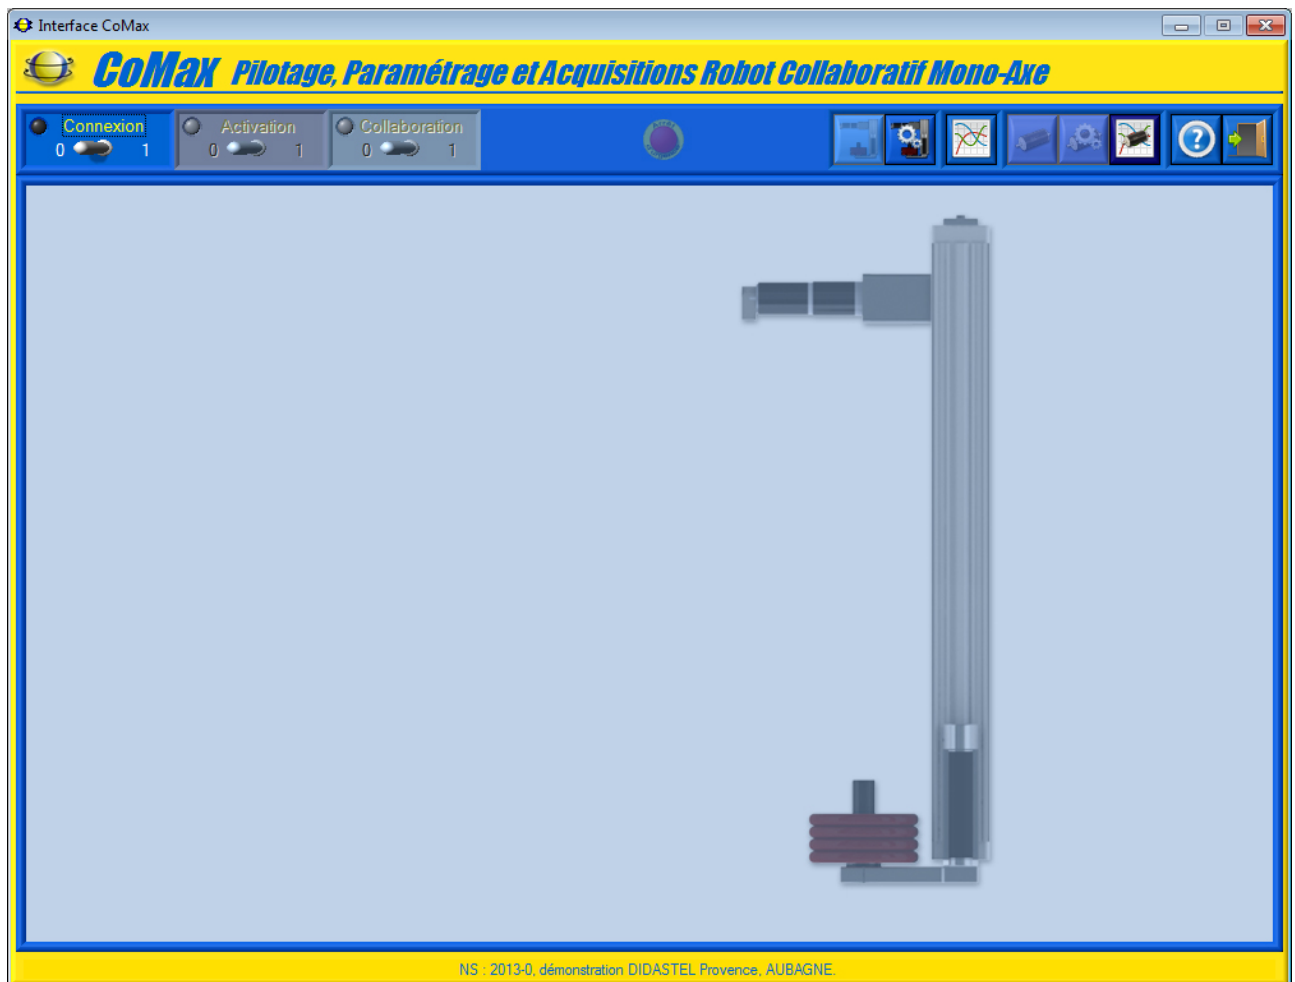 Interface CoMax
CoMax Pilotage, Paramétrage et Acquisitions Robot Collaboratif Mono-Axe
Connexion
0 1
Activation
0 1
Collaboration
0 1
?
NS : 2013-0, démonstration DIDASTEL Provence, AUBAGNE.